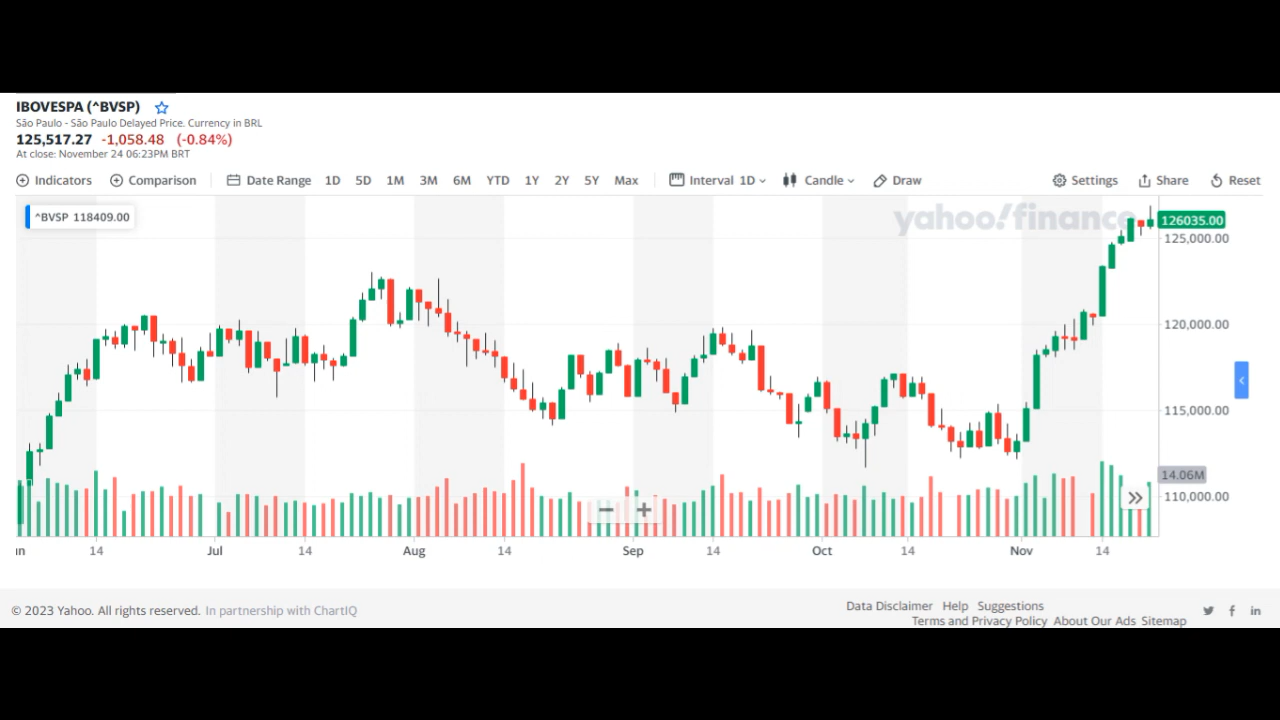 IBOVESPA (^BVSP)
São Paulo - São Paulo Delayed Price. Currency in BRL
125,517.27 -1,058.48 (-0.84%)
At close: November 24 06:23PM BRT
Indicators Comparison Date Range 1D 5D 1M 3M 6M YTD 1Y 2Y 5Y Max Interval 1D Candle Draw Settings Share Reset
^BVSP 118409.00
yahoo!finance
126035.00
125,000.00
120,000.00
115,000.00
14.06M
110,000.00
un 14 Jul 14 Aug 14 Sep 14 Oct 14 Nov 14
© 2023 Yahoo. All rights reserved. In partnership with ChartIQ
Data Disclaimer Help Suggestions
Terms and Privacy Policy About Our Ads Sitemap